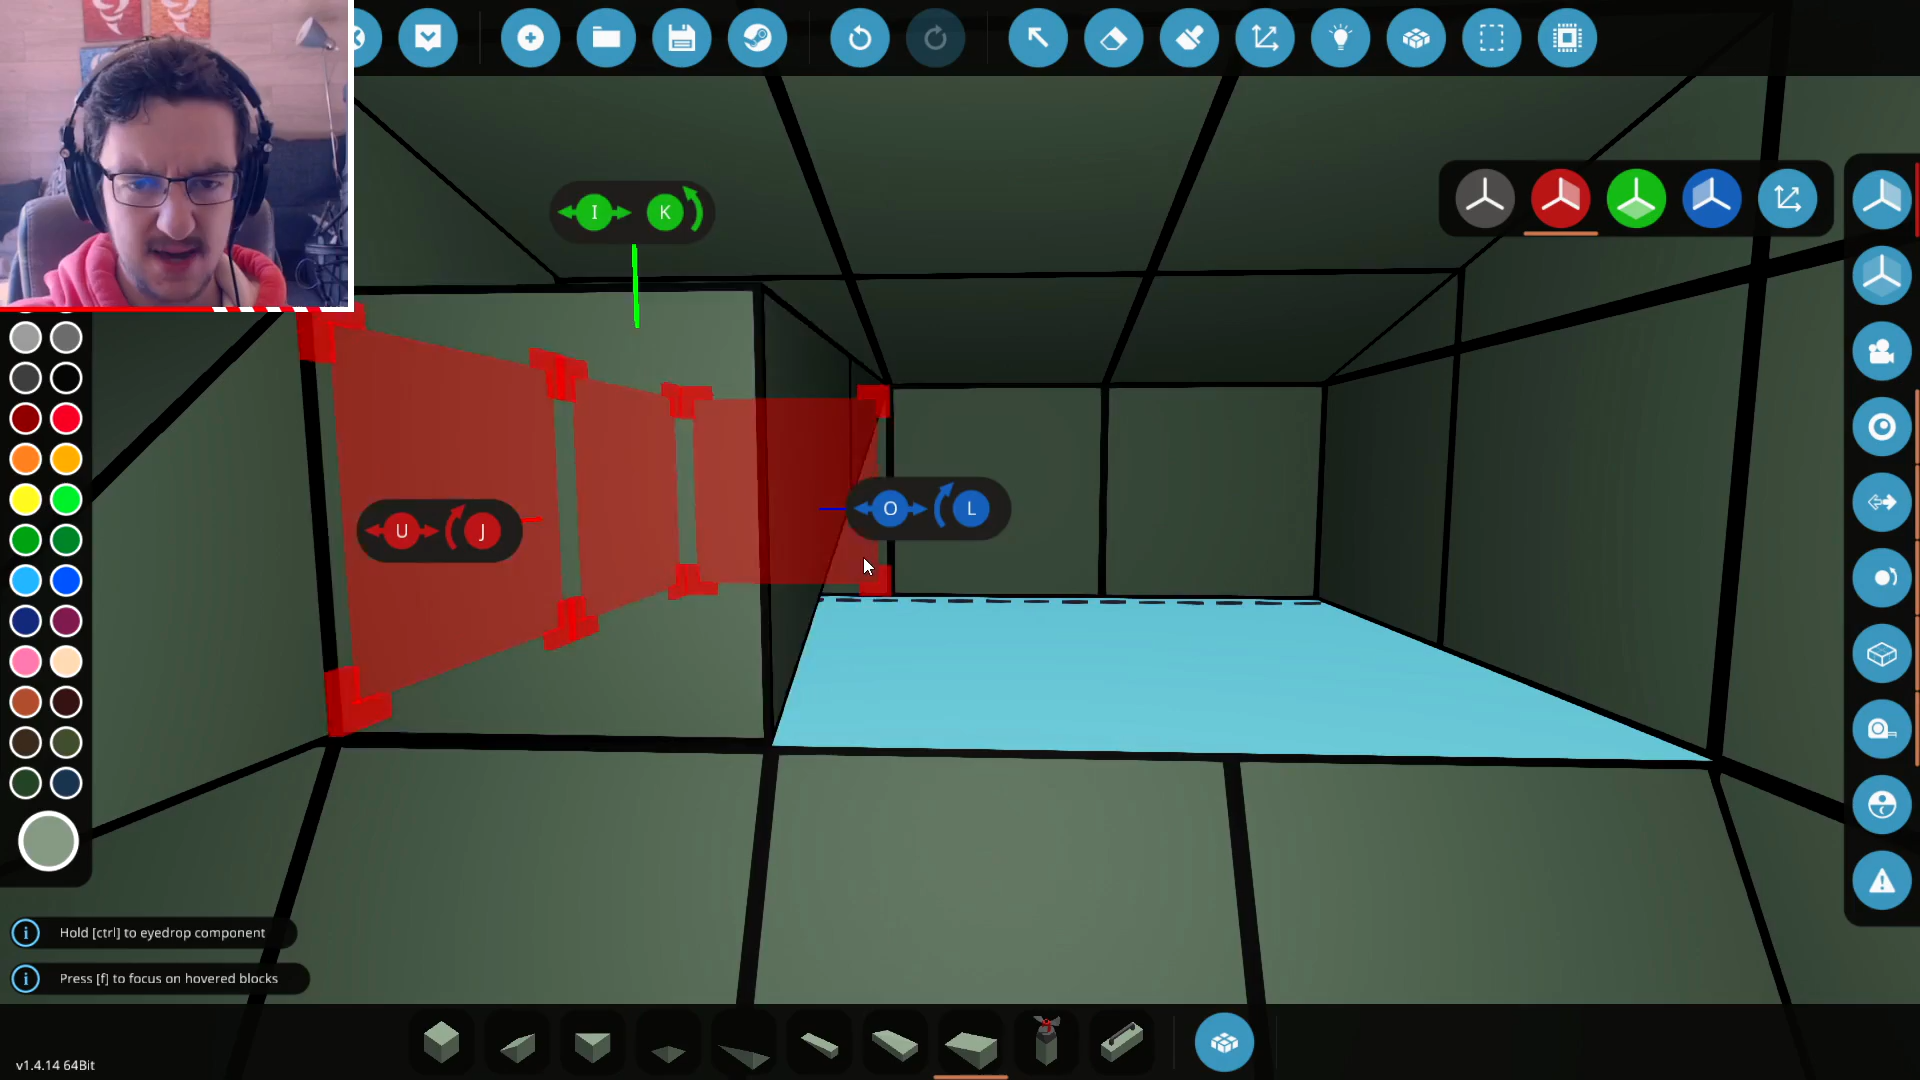 I K
U J
O L
Hold [ctrl] to eyedrop component
Press [f] to focus on hovered blocks
v1.4.14 64Bit